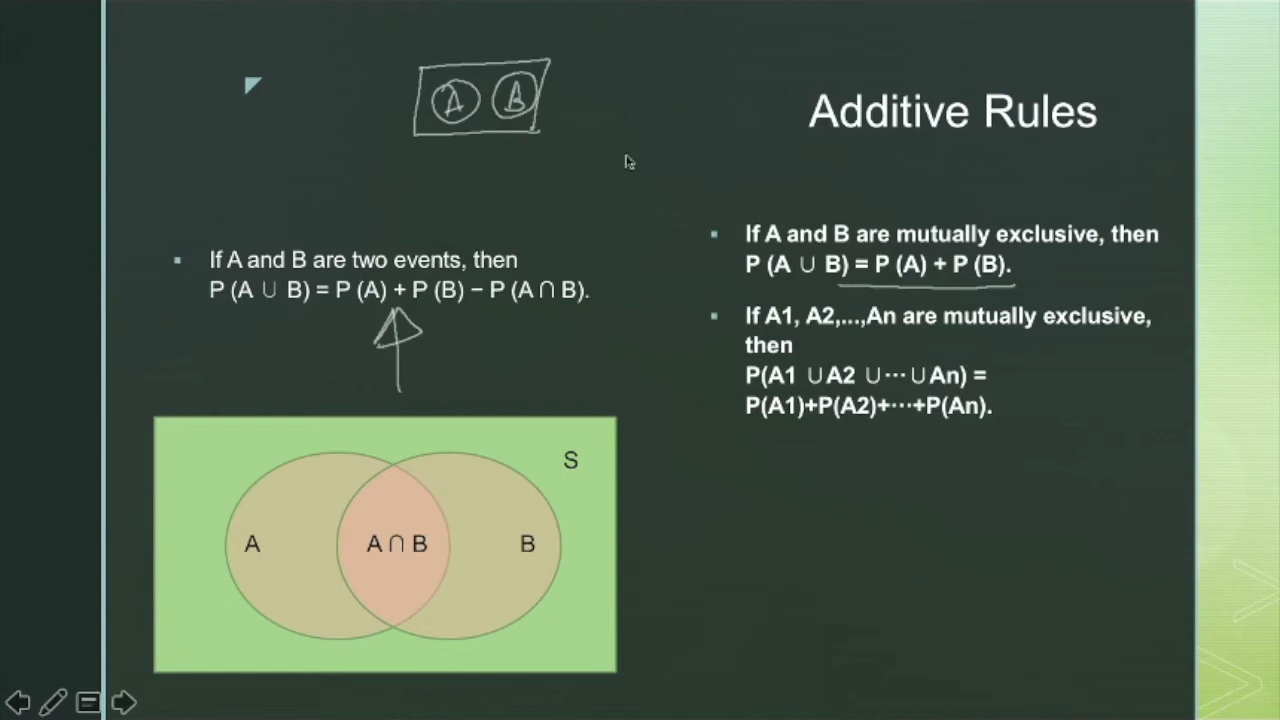 A B
Additive Rules
If A and B are two events, then
P (A ∪ B) = P (A) + P (B) − P (A ∩ B).
S
A
A ∩ B
B
If A and B are mutually exclusive, then
P (A ∪ B) = P (A) + P (B).
If A1, A2,...,An are mutually exclusive,
then
P(A1 ∪A2 ∪···∪An) =
P(A1)+P(A2)+···+P(An).